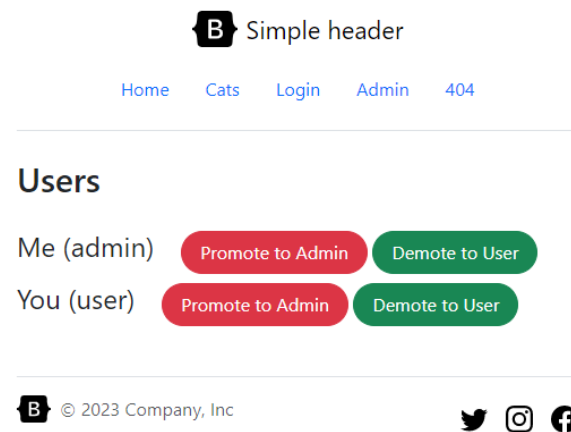 B Simple header
Home Cats Login Admin 404
Users
Me (admin) Promote to Admin Demote to User
You (user) Promote to Admin Demote to User
B © 2023 Company, Inc